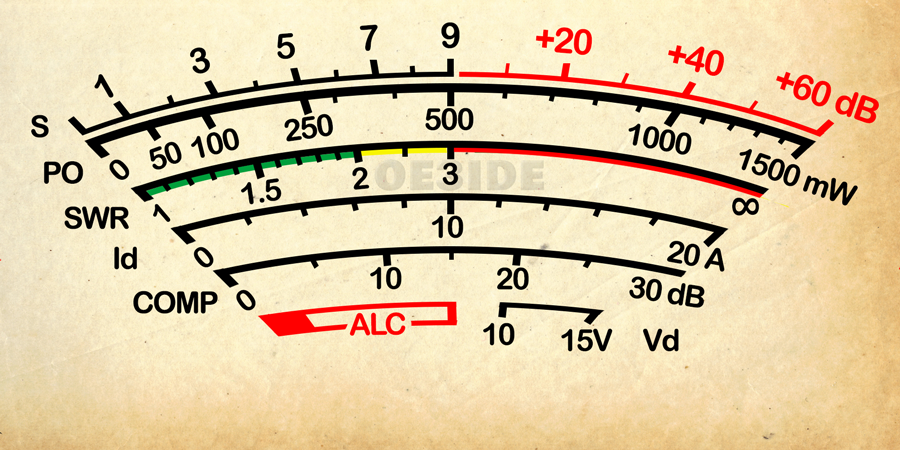 S 1 3 5 7 9 +20 +40 +60 dB
PO 0 50 100 250 500 1000 1500 mW
SWR 1 1.5 2 3 ∞
OESIDE
Id 0 10 20 A
COMP 0 10 20 30 dB
ALC 10 15V Vd